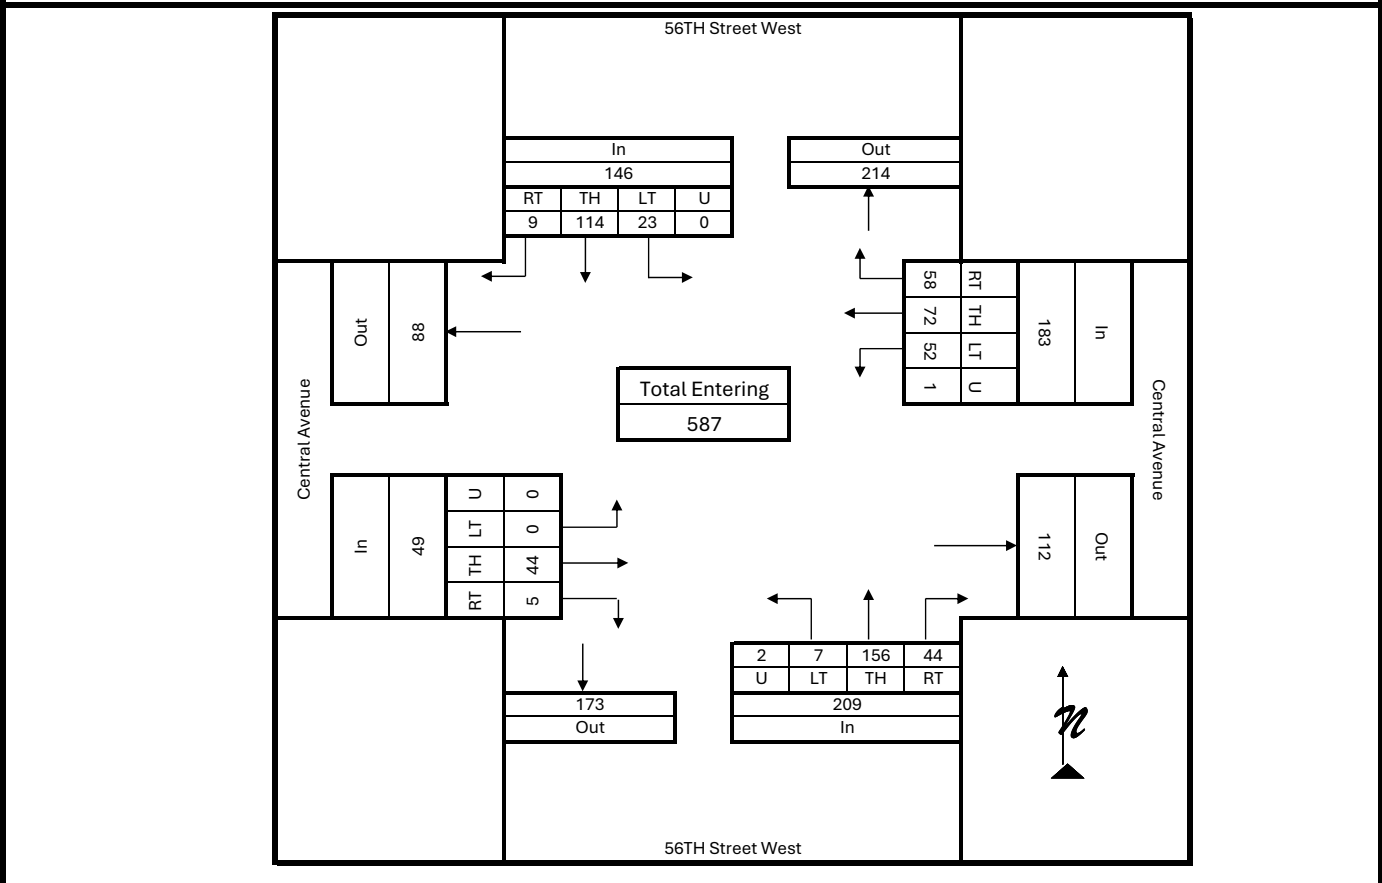 56TH Street West
In
146
RT TH LT U
9 114 23 0
Out
214
Central Avenue
Out
88
58 RT
72 TH
52 LT
1 U
183
In
Central Avenue
Total Entering
587
In
49
U 0
LT 0
TH 44
RT 5
112
Out
173
Out
2 7 156 44
U LT TH RT
209
In
N
56TH Street West